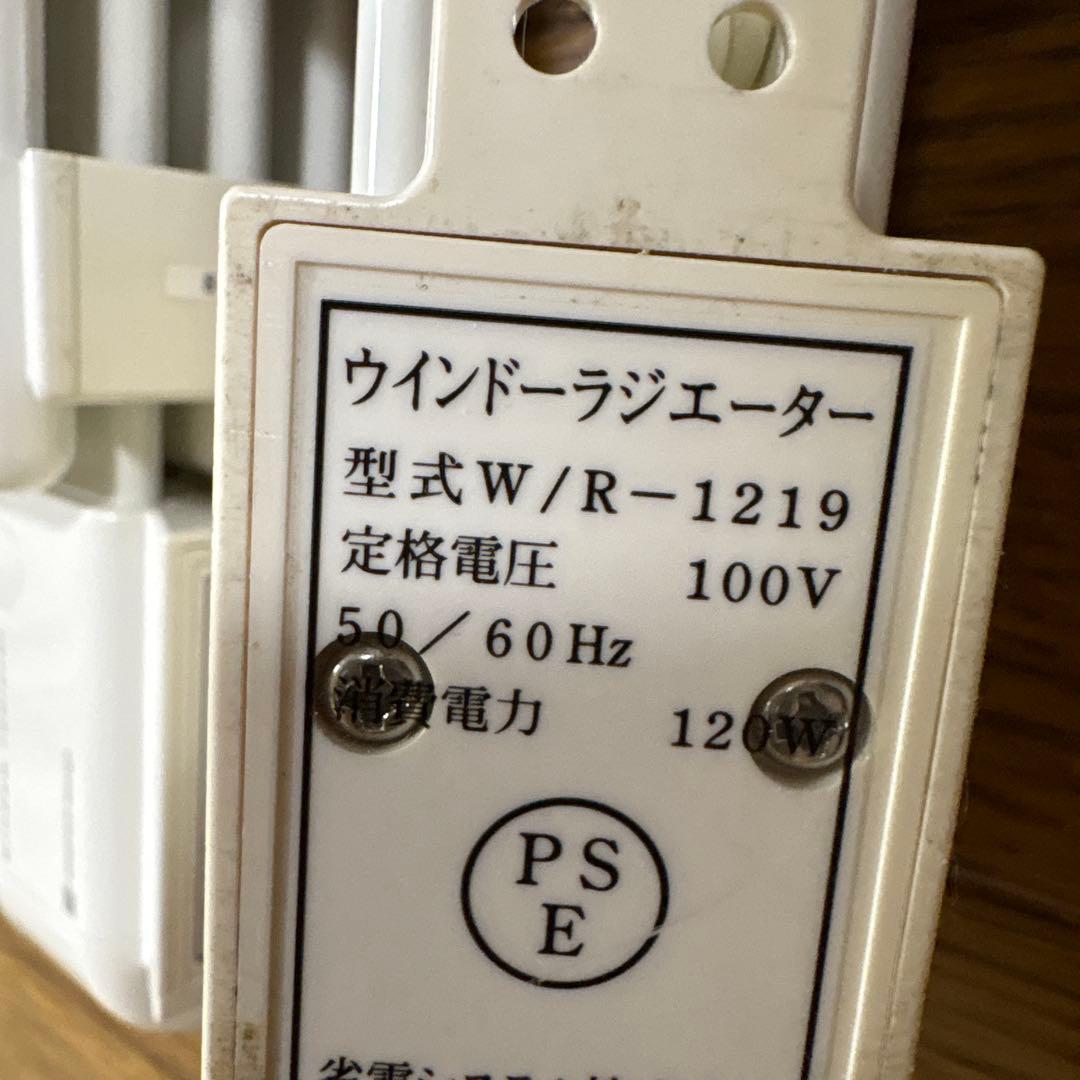 ウインドーラジエーター
型式W/R-1219
定格電圧 100V
50/60Hz
消費電力 120W
PS
E